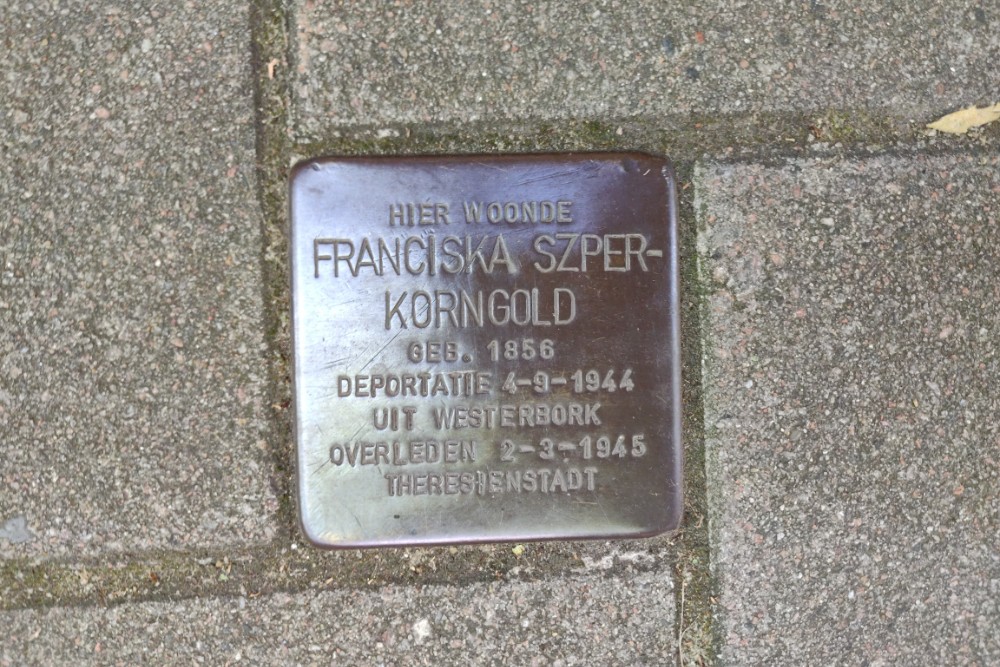 HIER WOONDE
FRANCISKA SZPER-
KORNGOLD
GEB. 1856
DEPORTATIE 4-9-1944
UIT WESTERBORK
OVERLEDEN 2-3-1945
THERESIENSTADT